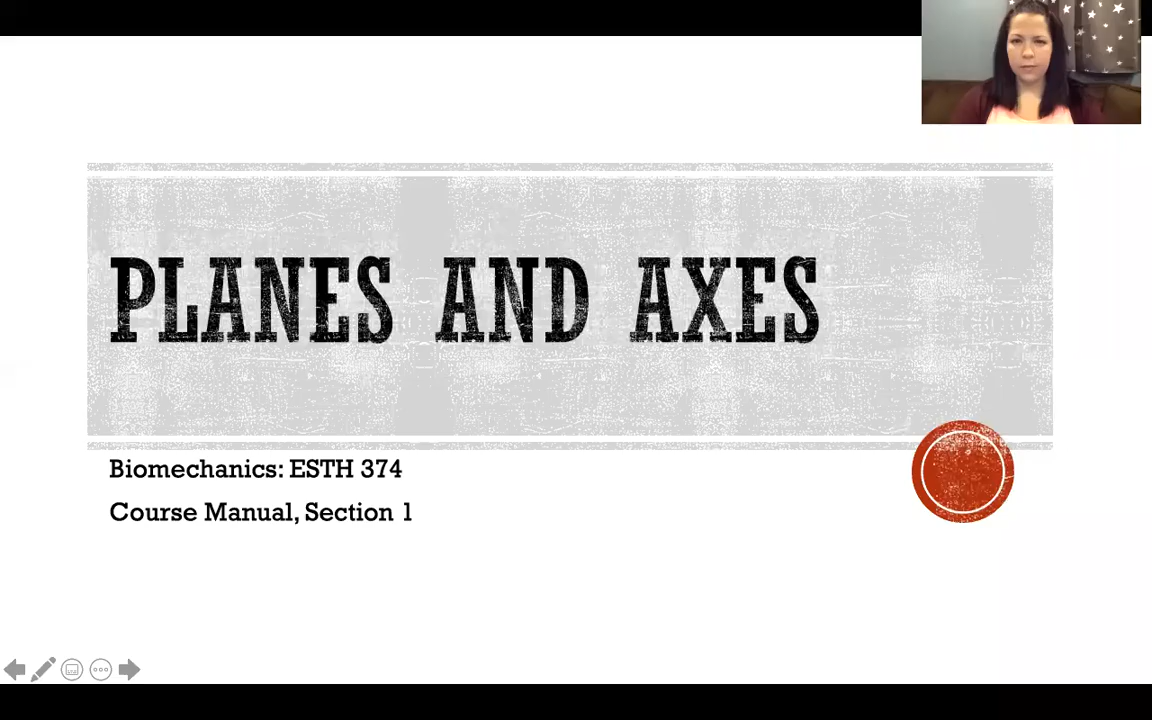 PLANES AND AXES
Biomechanics: ESTH 374
Course Manual, Section 1